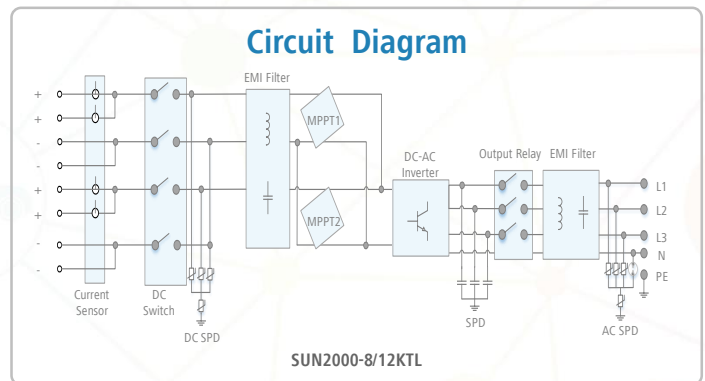 Circuit Diagram
EMI Filter
+
+
-
-
+
+
-
-
MPPT1
MPPT2
DC-AC
Inverter
Output Relay
EMI Filter
L1
L2
L3
N
PE
Current
Sensor
DC
Switch
DC SPD
SPD
AC SPD
SUN2000-8/12KTL